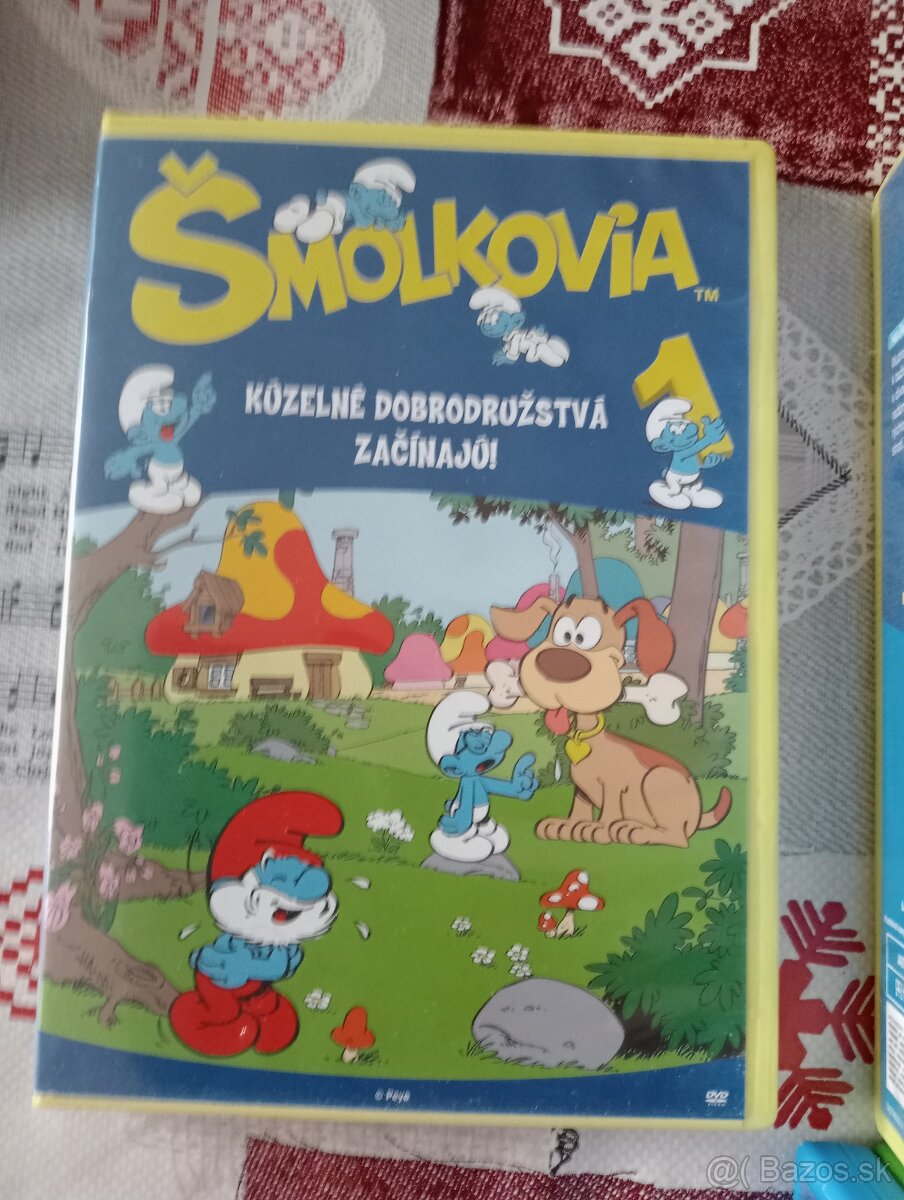 ŠMOLKOViA
TM
1
KÚZELNÉ DOBRODRUŽSTVÁ
ZAČÍNAJÚ!
© Peyo
DVD
VIDEO
@( Bazos.sk